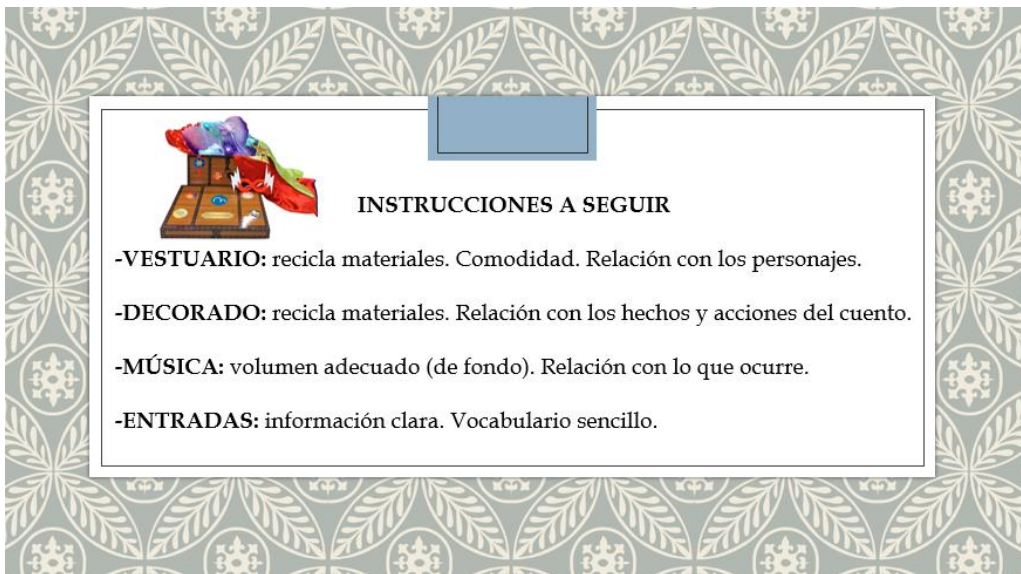 INSTRUCCIONES A SEGUIR
-VESTUARIO: recicla materiales. Comodidad. Relación con los personajes.
-DECORADO: recicla materiales. Relación con los hechos y acciones del cuento.
-MÚSICA: volumen adecuado (de fondo). Relación con lo que ocurre.
-ENTRADAS: información clara. Vocabulario sencillo.